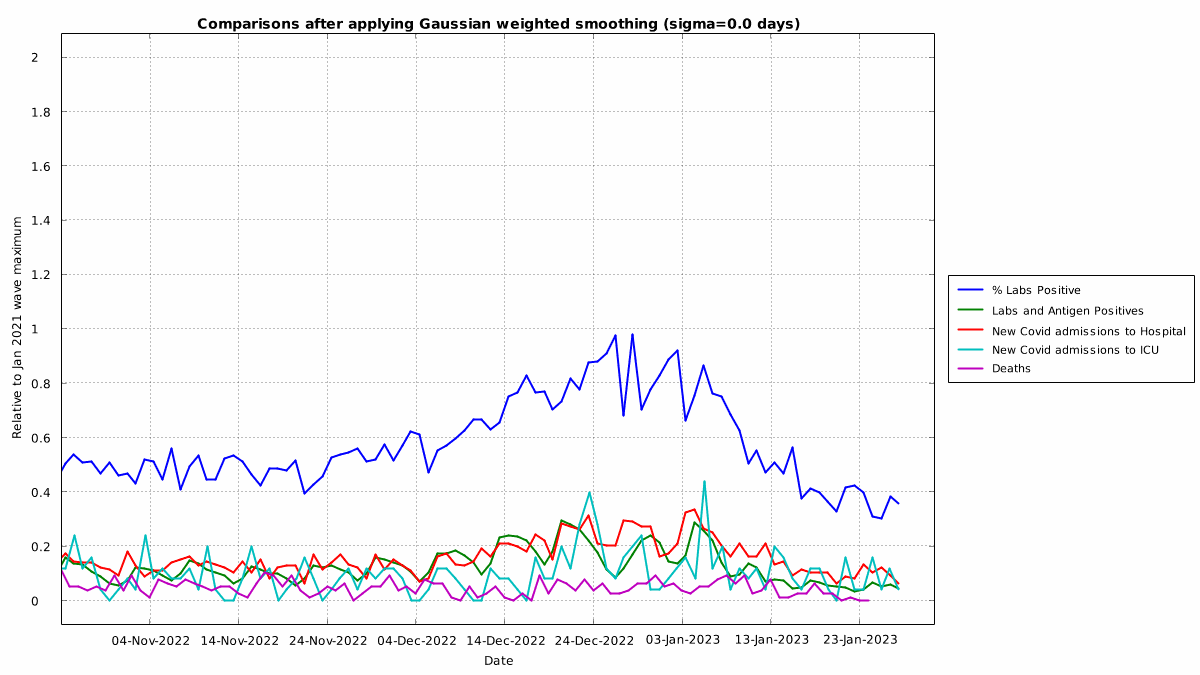 Comparisons after applying Gaussian weighted smoothing (sigma=0.0 days)
Relative to Jan 2021 wave maximum
2
1.8
1.6
1.4
1.2
1
0.8
0.6
0.4
0.2
0
04-Nov-2022 14-Nov-2022 24-Nov-2022 04-Dec-2022 14-Dec-2022 24-Dec-2022 03-Jan-2023 13-Jan-2023 23-Jan-2023
Date
% Labs Positive
Labs and Antigen Positives
New Covid admissions to Hospital
New Covid admissions to ICU
Deaths